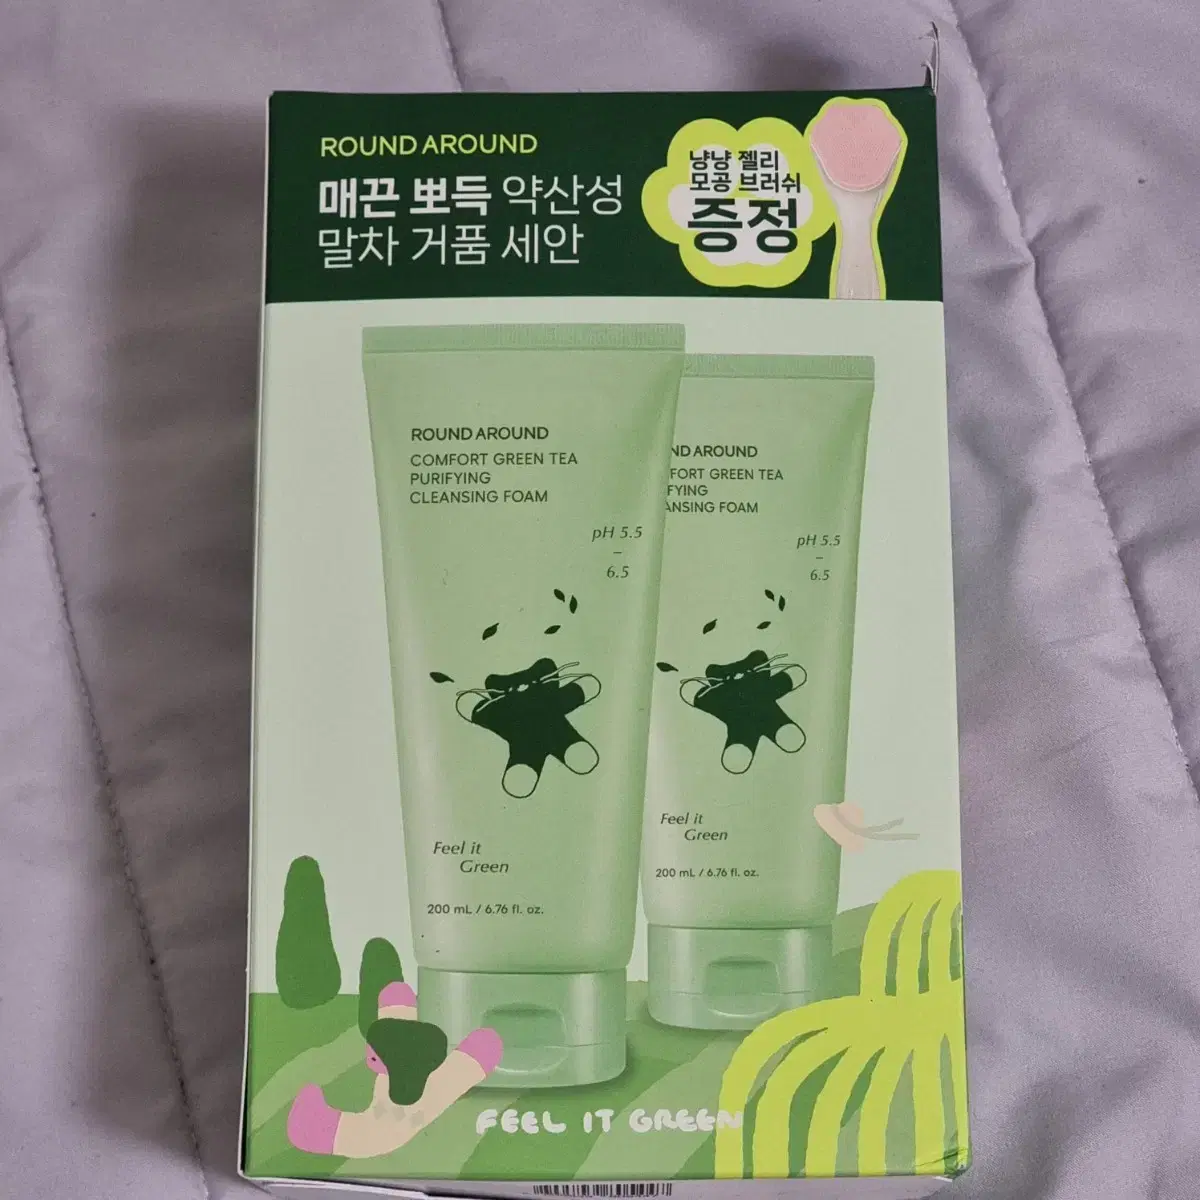 ROUND AROUND
매끈 뽀득 약산성
말차 거품 세안
냥냥 젤리
모공 브러쉬
증정
ROUND AROUND
COMFORT GREEN TEA
PURIFYING
CLEANSING FOAM
pH 5.5
–
6.5
Feel it
Green
200 mL / 6.76 fl. oz.
ND AROUND
FORT GREEN TEA
FYING
ANSING FOAM
pH 5.5
–
6.5
Feel it
Green
200 mL / 6.76 fl. oz.
FEEL IT GREEN